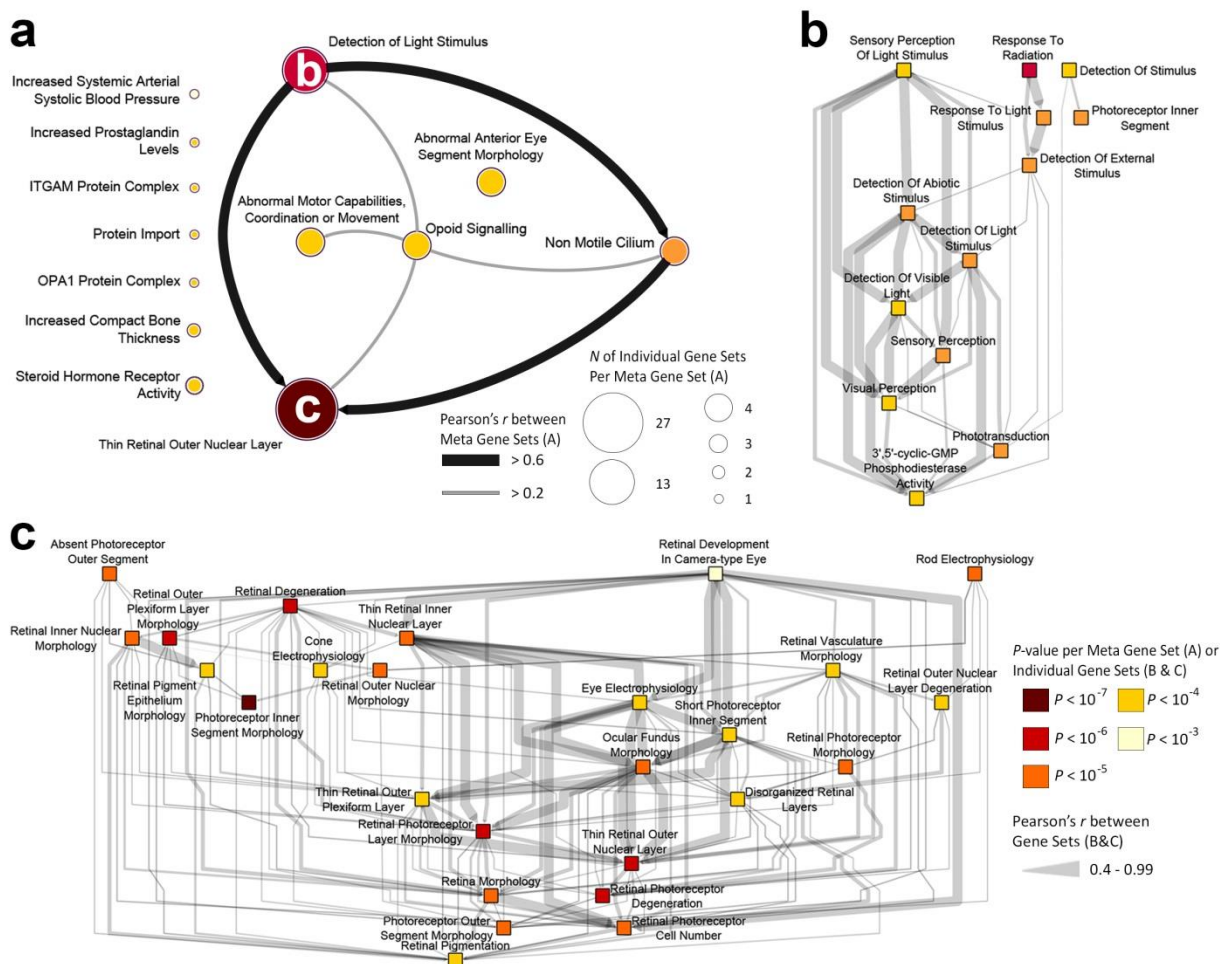 a
Detection of Light Stimulus
b
Increased Systemic Arterial
Systolic Blood Pressure
Increased Prostaglandin
Levels
ITGAM Protein Complex
Protein Import
OPA1 Protein Complex
Increased Compact Bone
Thickness
Steroid Hormone Receptor
Activity
Abnormal Anterior Eye
Segment Morphology
Abnormal Motor Capabilities,
Coordination or Movement
Opoid Signalling
Non Motile Cilium
c
Thin Retinal Outer Nuclear Layer
Pearson's r between
Meta Gene Sets (A)
> 0.6
> 0.2
N of Individual Gene Sets
Per Meta Gene Set (A)
27
13
4
3
2
1
b
Sensory Perception
Of Light Stimulus
Response To
Radiation
Detection Of Stimulus
Response To Light
Stimulus
Photoreceptor Inner
Segment
Detection Of External
Stimulus
Detection Of Abiotic
Stimulus
Detection Of Light
Stimulus
Detection Of Visible
Light
Sensory Perception
Visual Perception
Phototransduction
3',5'-cyclic-GMP
Phosphodiesterase
Activity
c
Absent Photoreceptor
Outer Segment
Retinal Development
In Camera-type Eye
Rod Electrophysiology
Retinal Outer
Plexiform Layer
Morphology
Retinal Degeneration
Thin Retinal Inner
Nuclear Layer
Retinal Inner Nuclear
Morphology
Cone
Electrophysiology
Retinal Vasculature
Morphology
Retinal Pigment
Epithelium
Morphology
Retinal Outer Nuclear
Morphology
Retinal Outer Nuclear
Layer Degeneration
Photoreceptor Inner
Segment Morphology
Eye Electrophysiology
Short Photoreceptor
Inner Segment
Ocular Fundus
Morphology
Retinal Photoreceptor
Morphology
Thin Retinal Outer
Plexiform Layer
Disorganized Retinal
Layers
Retinal Photoreceptor
Layer Morphology
Thin Retinal Outer
Nuclear Layer
Retina Morphology
Retinal Photoreceptor
Degeneration
Photoreceptor Outer
Segment Morphology
Retinal Photoreceptor
Cell Number
Retinal Pigmentation
P-value per Meta Gene Set (A) or
Individual Gene Sets (B & C)
P < 10⁻⁷
P < 10⁻⁴
P < 10⁻⁶
P < 10⁻³
P < 10⁻⁵
Pearson's r between
Gene Sets (B&C)
0.4 - 0.99